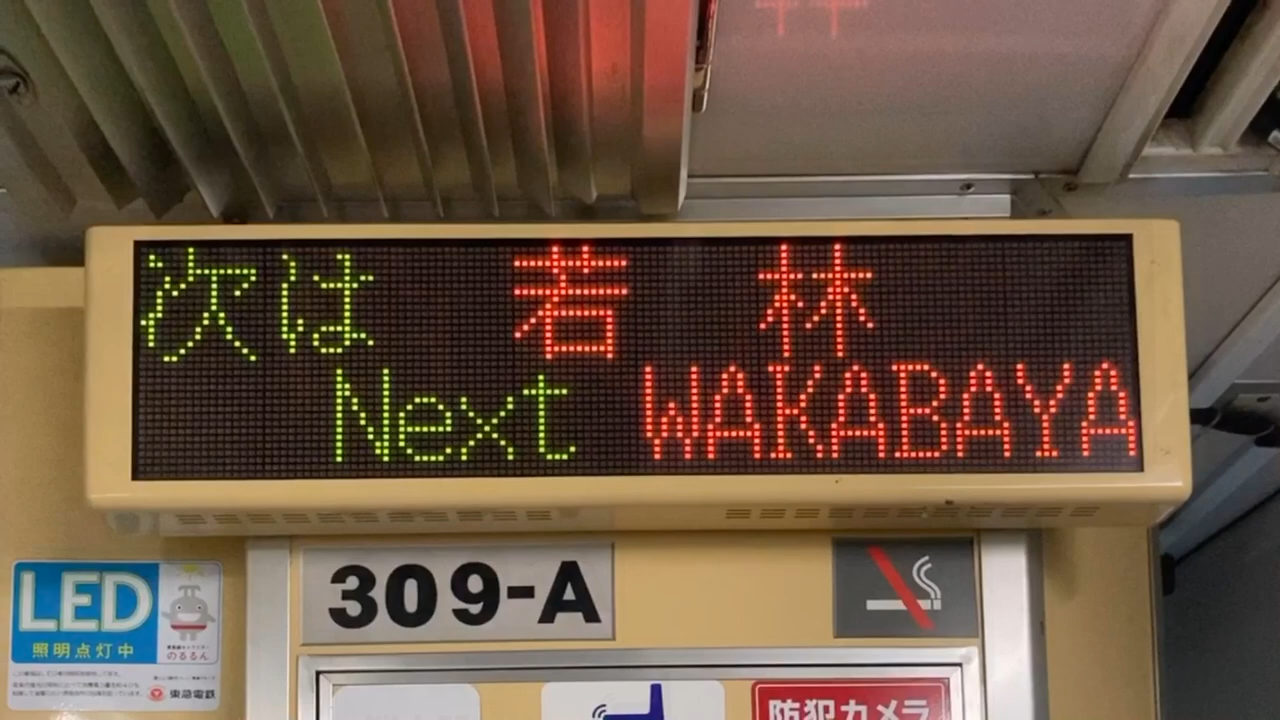 次は 若 林
Next WAKABAYA
309-A
LED
照明点灯中
のるるん
東急電鉄
防犯カメラ